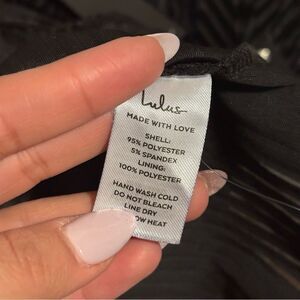 Lulus
MADE WITH LOVE
SHELL:
95% POLYESTER
5% SPANDEX
LINING:
100% POLYESTER
HAND WASH COLD
DO NOT BLEACH
LINE DRY
OW HEAT